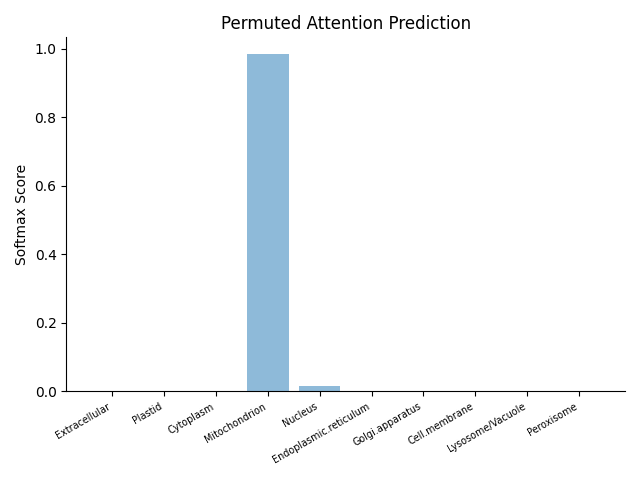 Permuted Attention Prediction
1.0
0.8
0.6
0.4
0.2
0.0
Softmax Score
Extracellular
Plastid
Cytoplasm
Mitochondrion
Nucleus
Endoplasmic.reticulum
Golgi.apparatus
Cell.membrane
Lysosome/Vacuole
Peroxisome